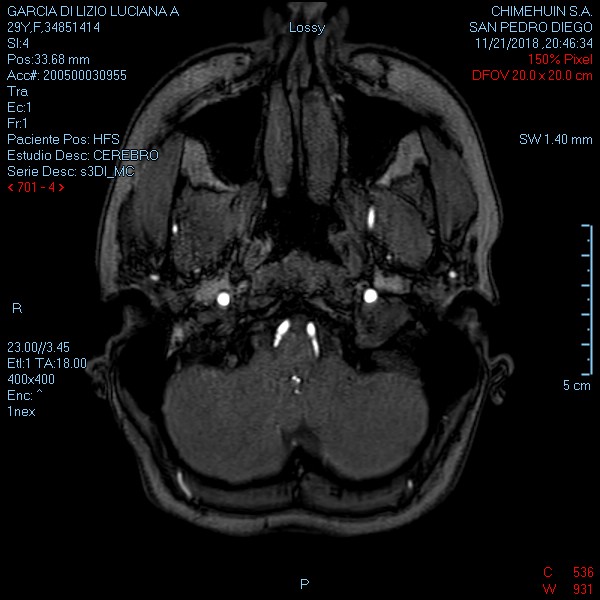 GARCIA DI LIZIO LUCIANA A
29Y,F,34851414
Sl:4
Pos:33.68 mm
Acc#: 200500030955
Tra
Ec:1
Fr:1
Paciente Pos: HFS
Estudio Desc: CEREBRO
Serie Desc: s3DI_MC
< 701 - 4 >
Lossy
CHIMEHUIN S.A.
SAN PEDRO DIEGO
11/21/2018 ,20:46:34
150% Pixel
DFOV 20.0 x 20.0 cm
SW 1.40 mm
R
23.00//3.45
Etl:1 TA:18.00
400x400
Enc: ^
1nex
5 cm
P
C 536
W 931